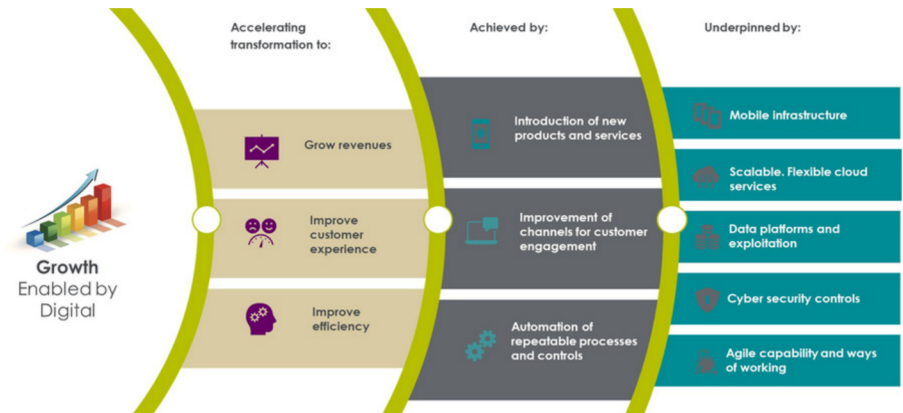 Growth
Enabled by
Digital
Accelerating
transformation to:
Grow revenues
Improve
customer
experience
Improve
efficiency
Achieved by:
Introduction of new
products and services
Improvement of
channels for customer
engagement
Automation of
repeatable processes
and controls
Underpinned by:
Mobile infrastructure
Scalable. Flexible cloud
services
Data platforms and
exploitation
Cyber security controls
Agile capability and ways
of working